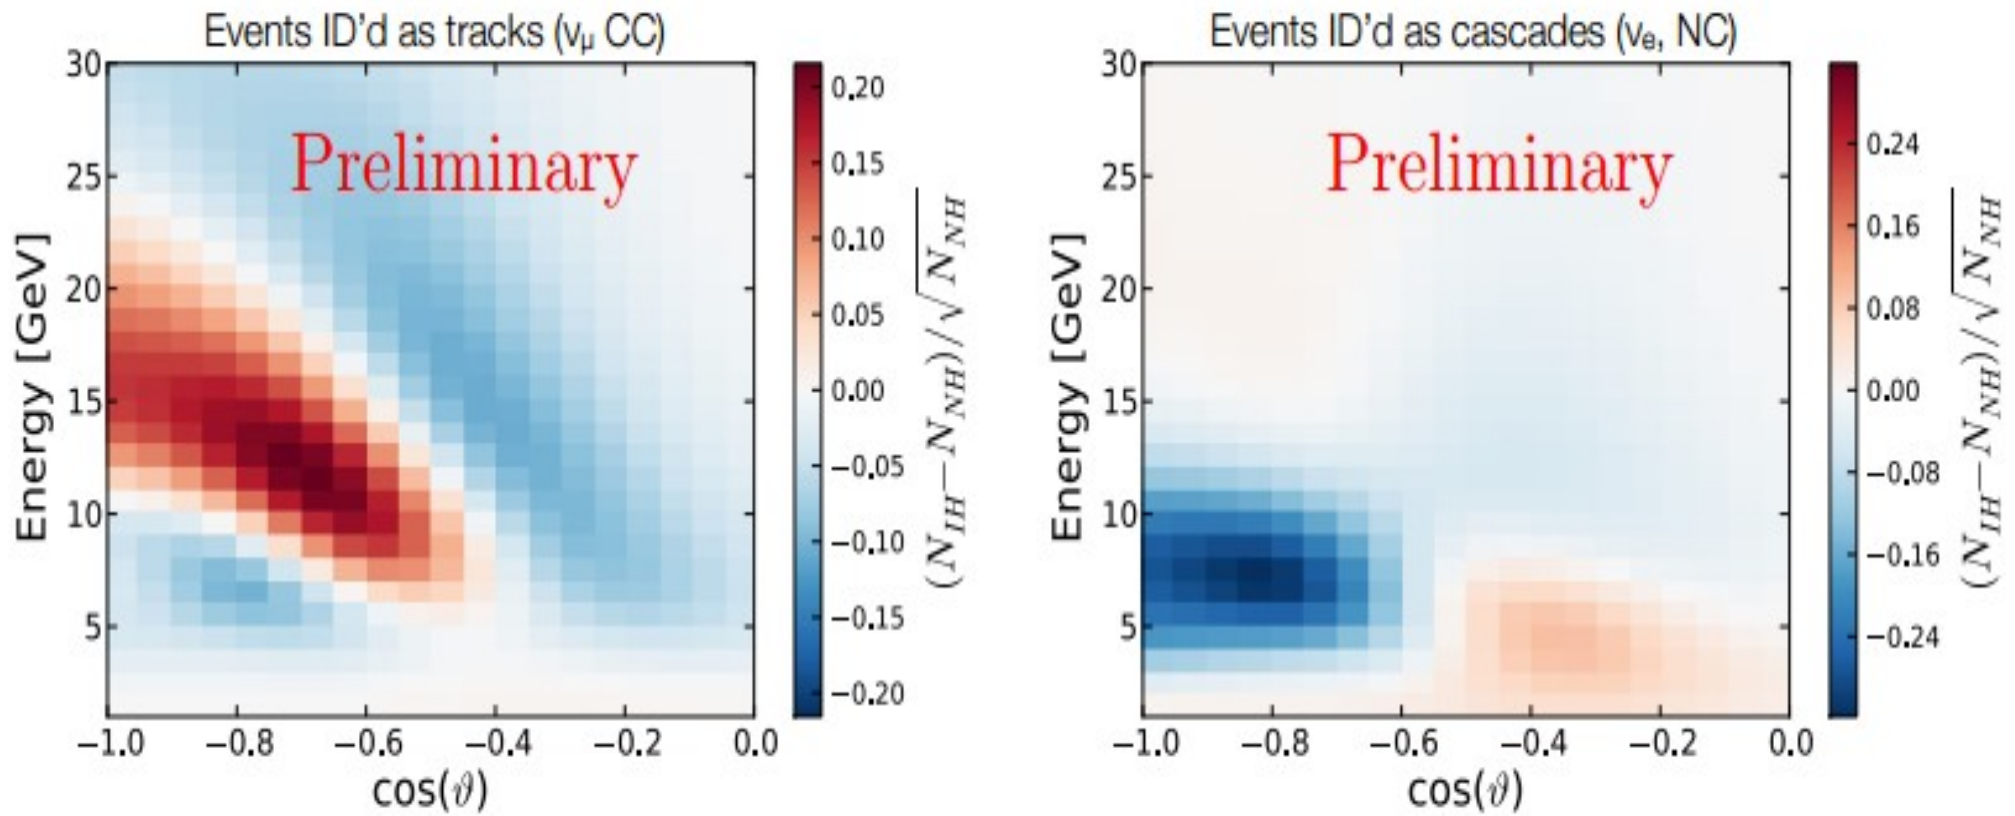 Events ID'd as tracks (νμ CC)
30
25
20
15
10
5
Energy [GeV]
Preliminary
−1.0 −0.8 −0.6 −0.4 −0.2 0.0
cos(ϑ)
0.20
0.15
0.10
0.05
0.00
−0.05
−0.10
−0.15
−0.20
(N_IH−N_NH)/√N_NH
Events ID'd as cascades (νe, NC)
30
25
20
15
10
5
Energy [GeV]
Preliminary
−1.0 −0.8 −0.6 −0.4 −0.2 0.0
cos(ϑ)
0.24
0.16
0.08
0.00
−0.08
−0.16
−0.24
(N_IH−N_NH)/√N_NH